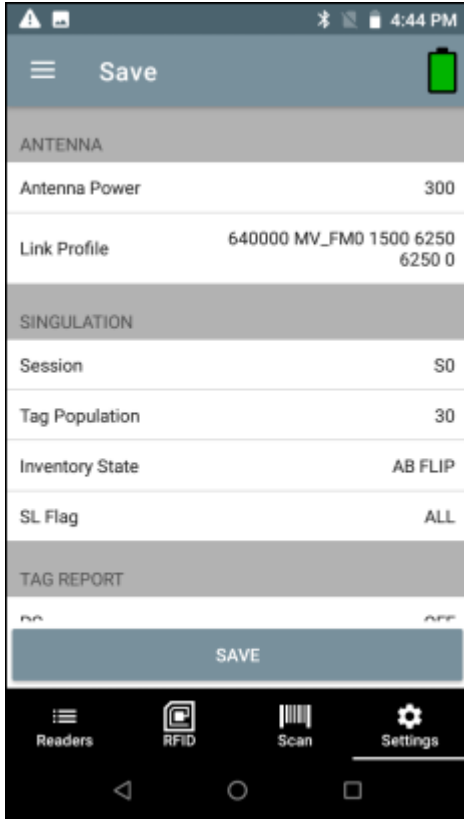 4:44 PM
Save
ANTENNA
Antenna Power 300
Link Profile 640000 MV_FM0 1500 6250
6250 0
SINGULATION
Session S0
Tag Population 30
Inventory State AB FLIP
SL Flag ALL
TAG REPORT
SAVE
Readers RFID Scan Settings